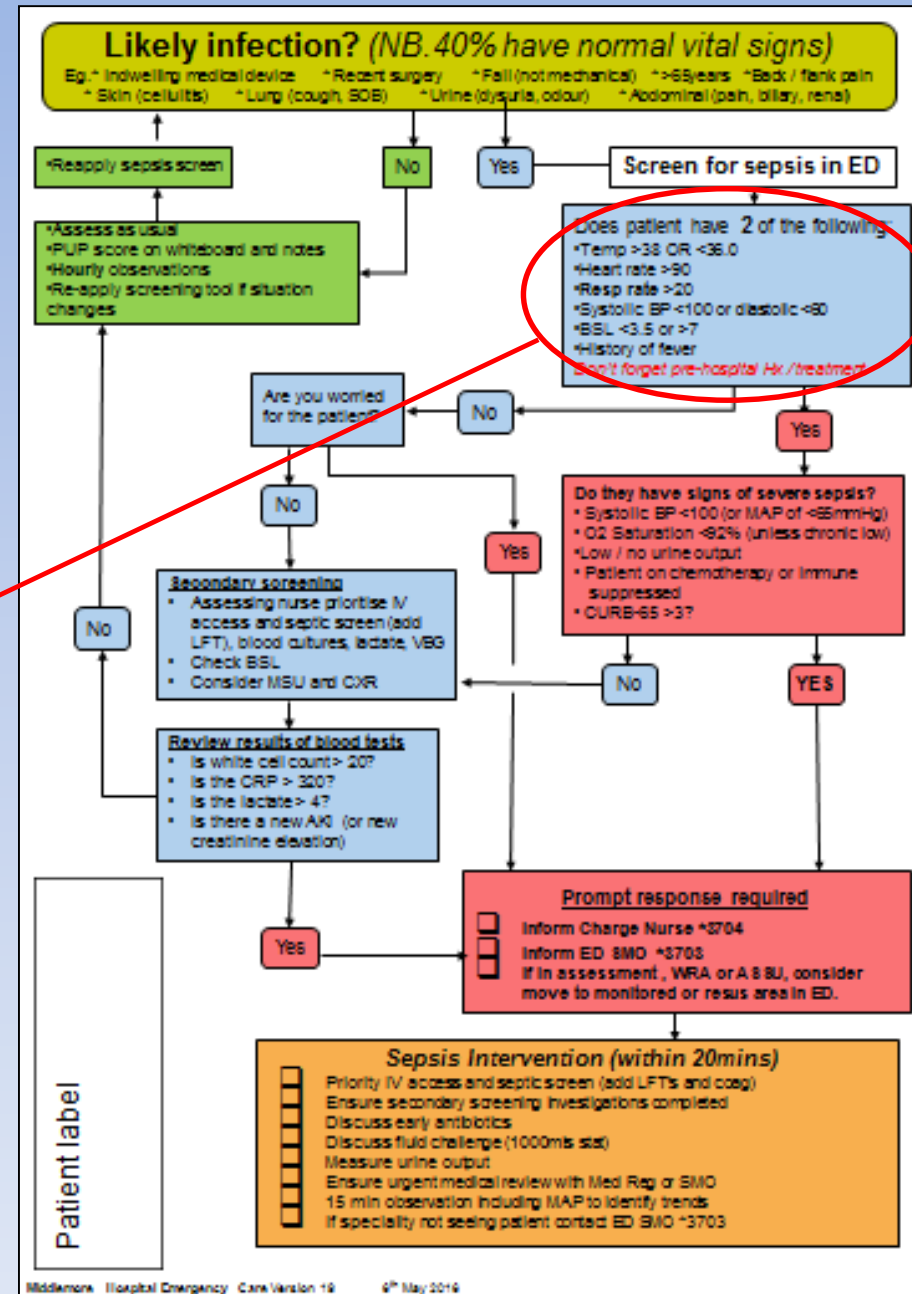 Likely infection? (NB. 40% have normal vital signs)
Eg. * Indwelling medical device * Recent surgery * Fall (not mechanical) * >65years * Back / flank pain
* Skin (cellulitis) * Lung (cough, SOB) * Urine (dysuria, odour) * Abdominal (pain, biliary, renal)
•Reapply sepsis screen
No
Yes
Screen for sepsis in ED
•Assess as usual
•PUP score on whiteboard and notes
•Hourly observations
•Re-apply screening tool if situation
changes
Does patient have 2 of the following:
•Temp >38 OR <36.0
•Heart rate >90
•Resp rate >20
•Systolic BP <100 or diastolic <60
•BSL <3.5 or >7
•History of fever
Don't forget pre-hospital Hx / treatment
Are you worried
for the patient?
No
Yes
No
Yes
Do they have signs of severe sepsis?
• Systolic BP <100 (or MAP of <65mmHg)
• O2 Saturation <92% (unless chronic low)
•Low / no urine output
• Patient on chemotherapy or immune
suppressed
• CURB-65 >3?
Secondary screening
• Assessing nurse prioritise IV
access and septic screen (add
LFT), blood cultures, lactate, VBG
• Check BSL
• Consider MSU and CXR
No
No
YES
Review results of blood tests
• Is white cell count > 20?
• Is the CRP > 320?
• Is the lactate > 4?
• Is there a new AKI (or new
creatinine elevation)
Yes
Prompt response required
Inform Charge Nurse *3704
Inform ED SMO *3703
If in assessment , WRA or ASSU, consider
move to monitored or resus area in ED.
Sepsis Intervention (within 20mins)
Priority IV access and septic screen (add LFT's and coag)
Ensure secondary screening investigations completed
Discuss early antibiotics
Discuss fluid challenge (1000mls stat)
Measure urine output
Ensure urgent medical review with Med Reg or SMO
15 min observation including MAP to identify trends
If speciality not seeing patient contact ED SMO *3703
Patient label
Middlemore Hospital Emergency Care Version 18 6th May 2016